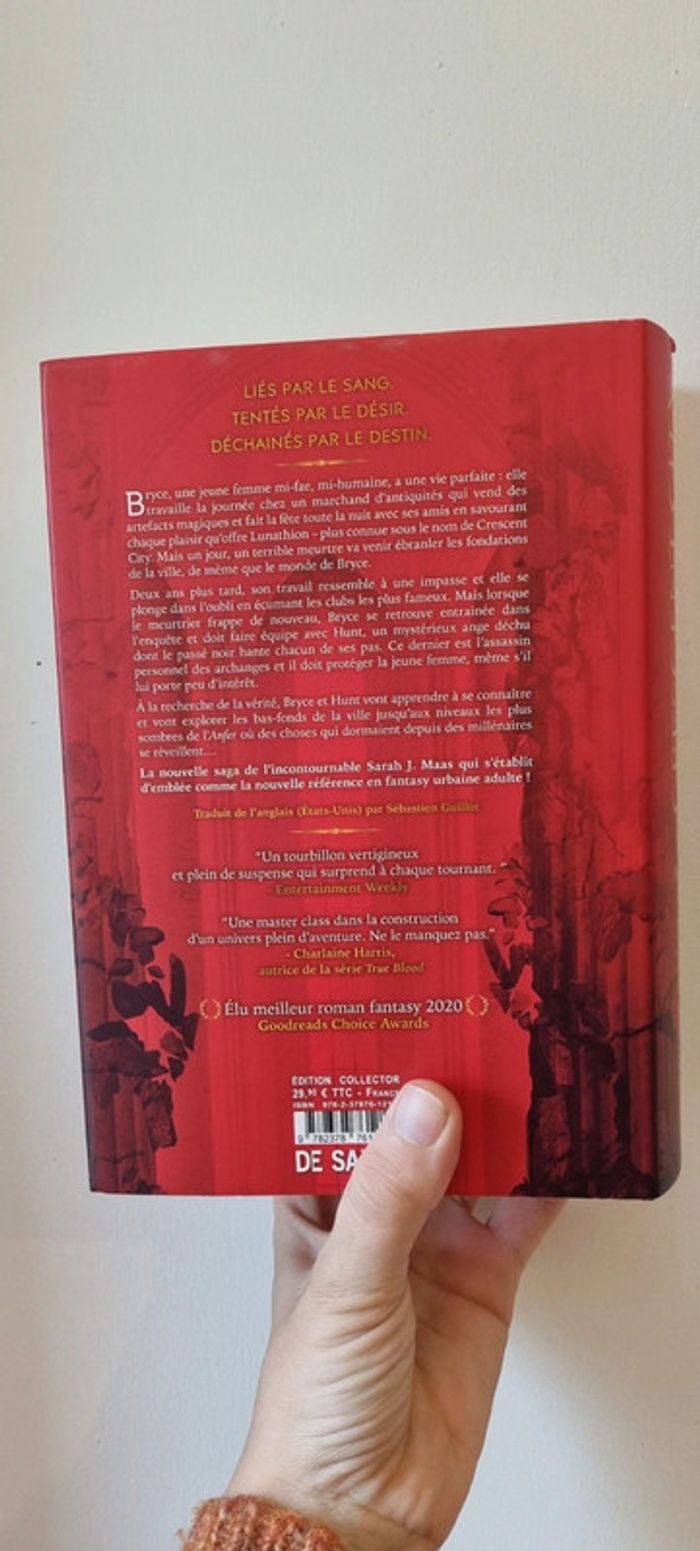 LIÉS PAR LE SANG.
TENTÉS PAR LE DÉSIR.
DÉCHAINÉS PAR LE DESTIN.
Bryce, une jeune femme mi-fae, mi-humaine, a une vie parfaite : elle
travaille la journée chez un marchand d'antiquités qui vend des
artefacts magiques et fait la fête toute la nuit avec ses amis en savourant
chaque plaisir qu'offre Lunathion – plus connue sous le nom de Crescent
City. Mais un jour, un terrible meurtre va venir ébranler les fondations
de la ville, de même que le monde de Bryce.
Deux ans plus tard, son travail ressemble à une impasse et elle se
plonge dans l'oubli en écumant les clubs les plus fameux. Mais lorsque
le meurtrier frappe de nouveau, Bryce se retrouve entrainée dans
l'enquête et doit faire équipe avec Hunt, un mystérieux ange déchu
dont le passé noir hante chacun de ses pas. Ce dernier est l'assassin
personnel des archanges et il doit protéger la jeune femme, même s'il
lui porte peu d'intérêt.
À la recherche de la vérité, Bryce et Hunt vont apprendre à se connaître
et vont explorer les bas-fonds de la ville jusqu'aux niveaux les plus
sombres de l'Anfer où des choses qui dormaient depuis des millénaires
se réveillent....
La nouvelle saga de l'incontournable Sarah J. Maas qui s'établit
d'emblée comme la nouvelle référence en fantasy urbaine adulte !
Traduit de l'anglais (États-Unis) par Sébastien Guillot
"Un tourbillon vertigineux
et plein de suspense qui surprend à chaque tournant. "
- Entertainment Weekly
"Une master class dans la construction
d'un univers plein d'aventure. Ne le manquez pas."
- Charlaine Harris,
autrice de la série True Blood
Élu meilleur roman fantasy 2020
Goodreads Choice Awards
ÉDITION COLLECTOR
29,90 € TTC - FRANCE
ISBN 978-2-37876-12
9 782378 761
DE SA